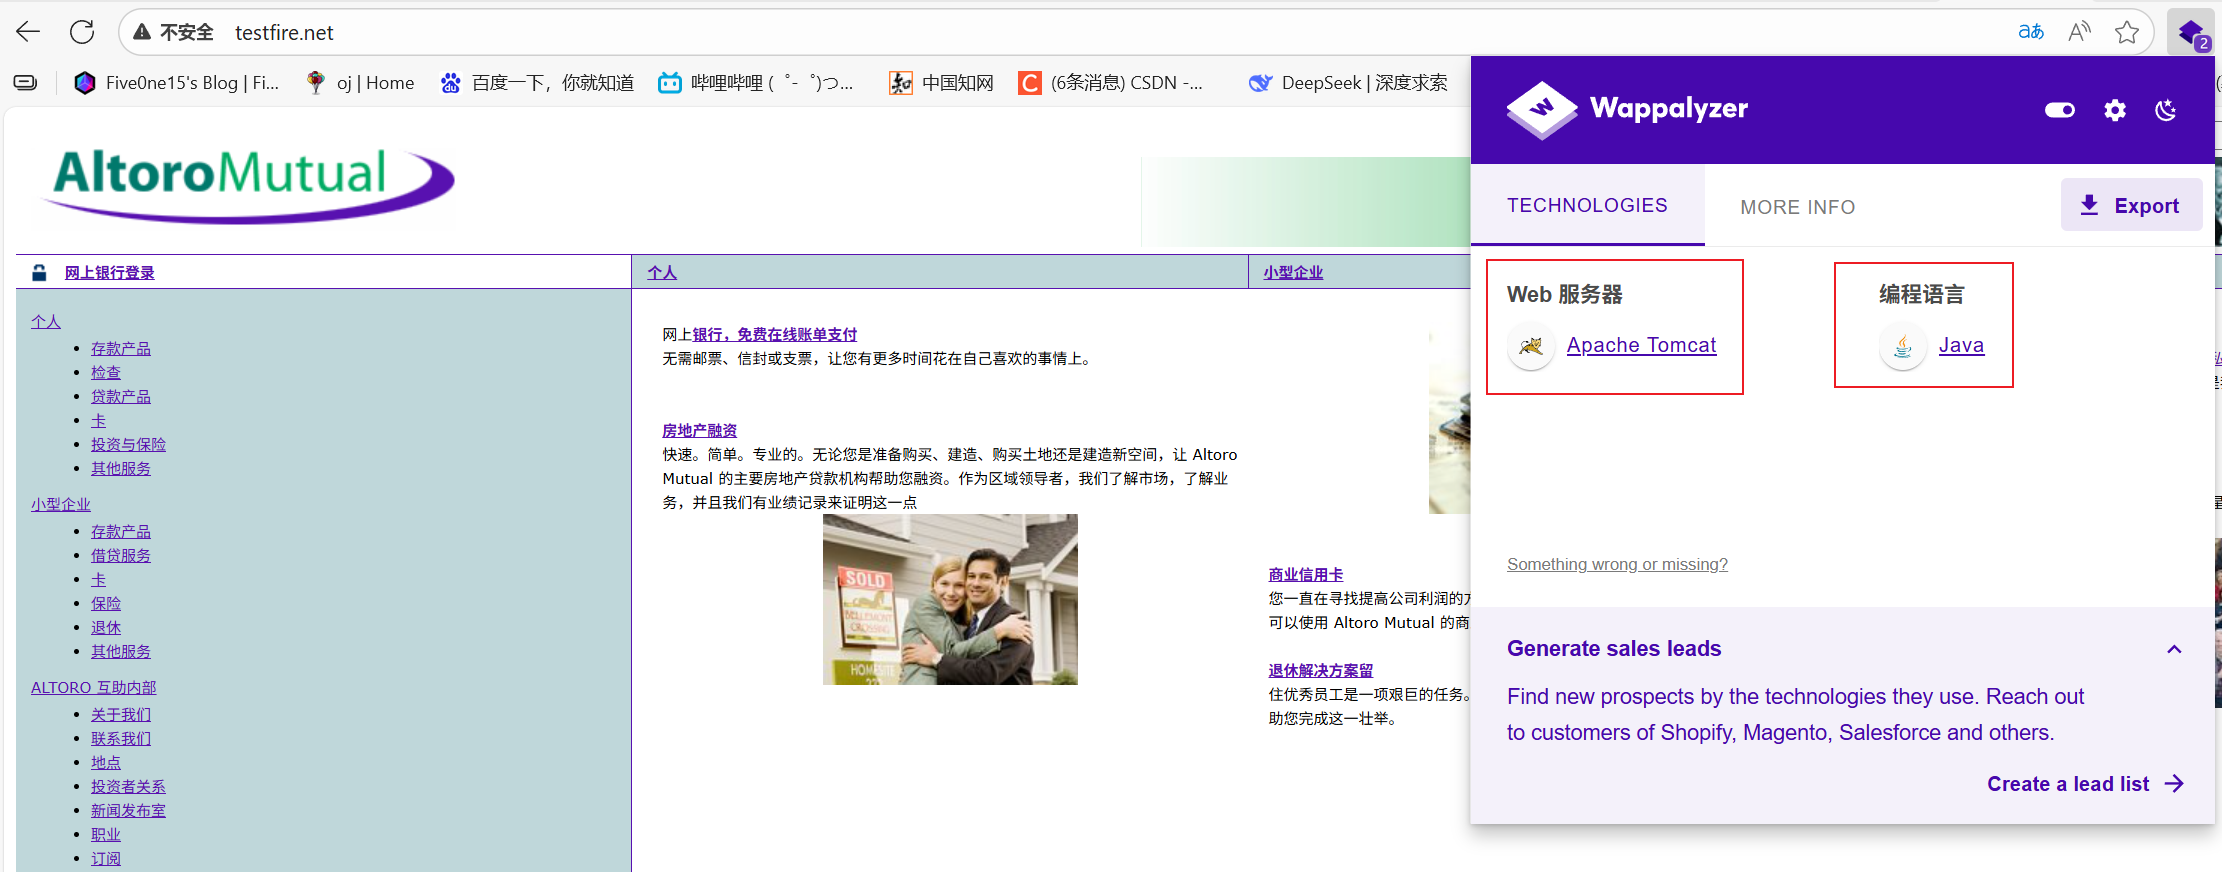 不安全 testfire.net
Five0ne15's Blog | Fi... oj | Home 百度一下，你就知道 哔哩哔哩 (゜-゜)つ... 中国知网 (6条消息) CSDN -... DeepSeek | 深度求索
AltoroMutual
网上银行登录 个人 小型企业
个人
存款产品
检查
贷款产品
卡
投资与保险
其他服务
小型企业
存款产品
借贷服务
卡
保险
退休
其他服务
ALTORO 互助内部
关于我们
联系我们
地点
投资者关系
新闻发布室
职业
订阅
网上银行，免费在线账单支付
无需邮票、信封或支票，让您有更多时间花在自己喜欢的事情上。
房地产融资
快速。简单。专业的。无论您是准备购买、建造、购买土地还是建造新空间，让 Altoro
Mutual 的主要房地产贷款机构帮助您融资。作为区域领导者，我们了解市场，了解业
务，并且我们有业绩记录来证明这一点
SOLD
商业信用卡
您一直在寻找提高公司利润的方
可以使用 Altoro Mutual 的商
退休解决方案留
住优秀员工是一项艰巨的任务。
助您完成这一壮举。
2
Wappalyzer
TECHNOLOGIES MORE INFO Export
Web 服务器 编程语言
Apache Tomcat Java
Something wrong or missing?
Generate sales leads
Find new prospects by the technologies they use. Reach out
to customers of Shopify, Magento, Salesforce and others.
Create a lead list